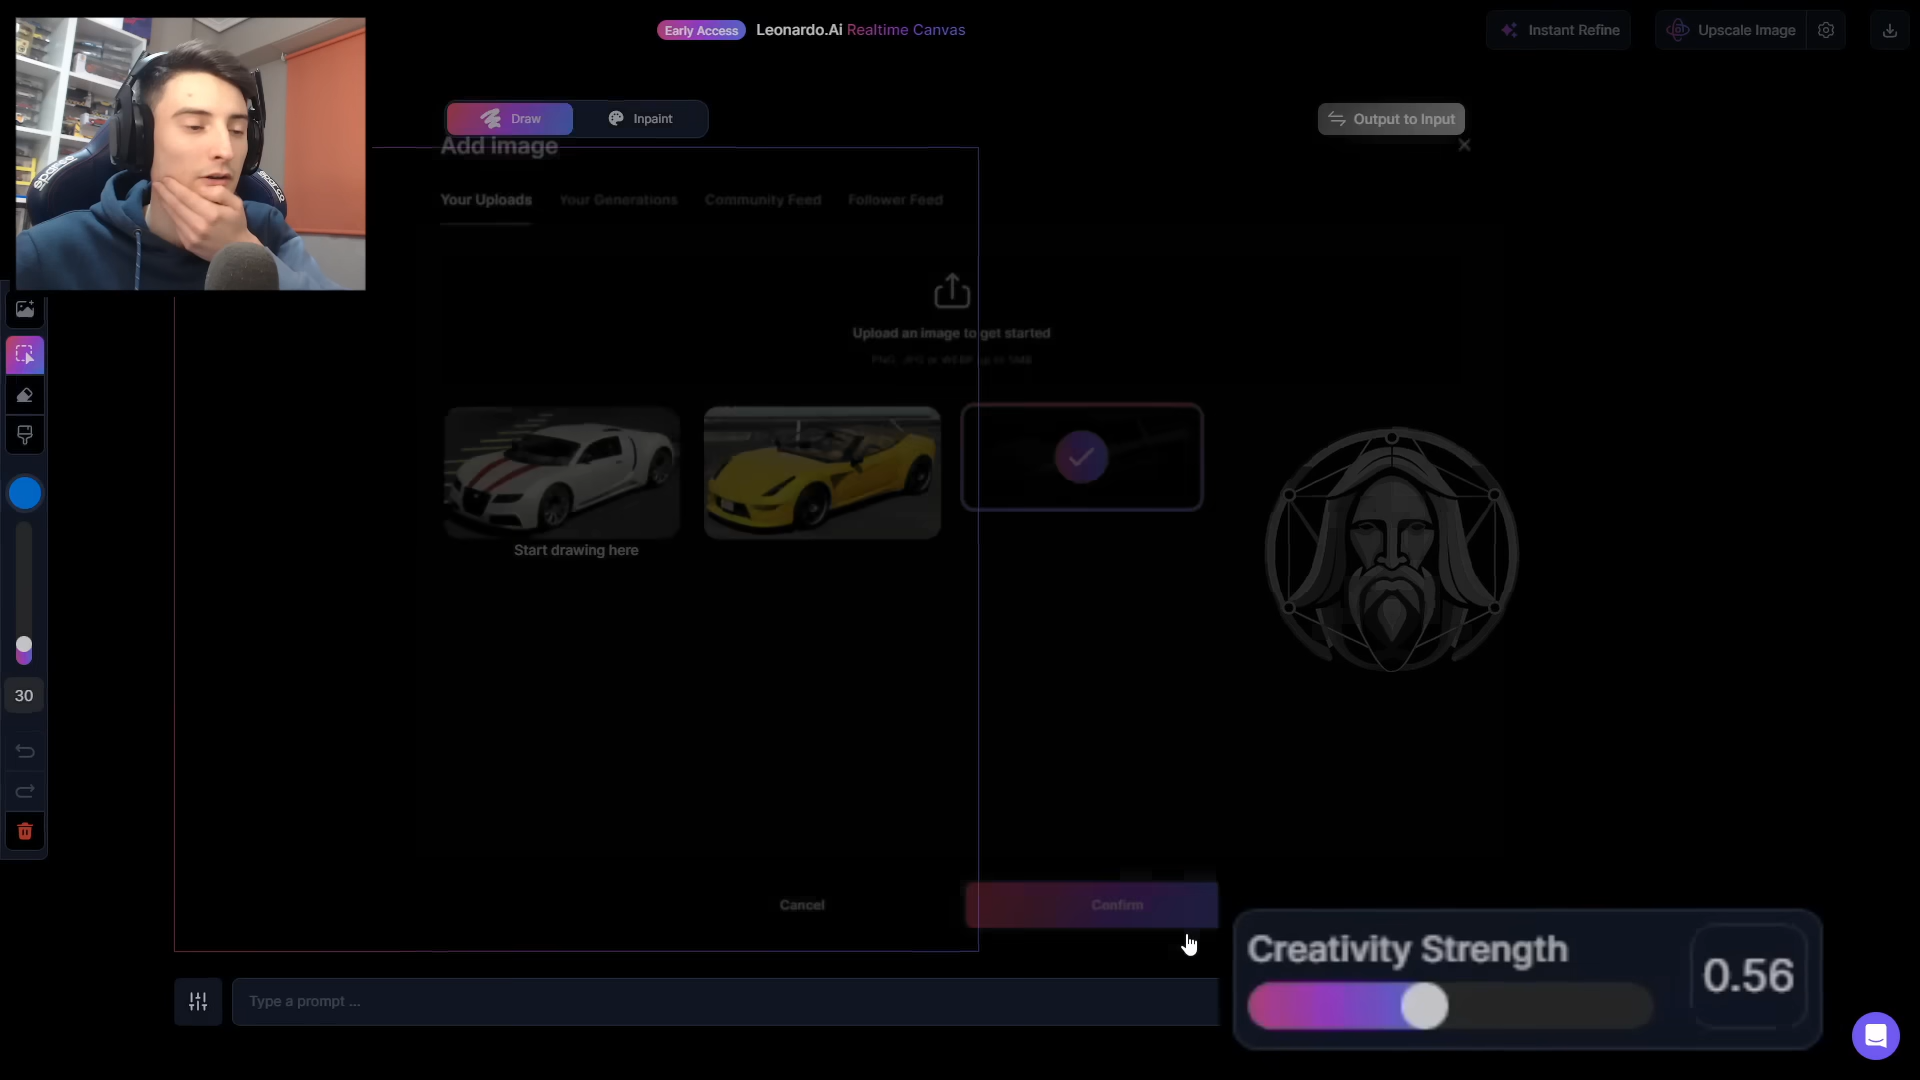 Early Access Leonardo.Ai Realtime Canvas
Instant Refine
Upscale Image
Draw
Inpaint
Output to Input
Add image
Your Uploads
Your Generations
Community Feed
Follower Feed
sparco
sparco
Upload an image to get started
Start drawing here
30
Cancel
Confirm
Creativity Strength
0.56
Type a prompt ...